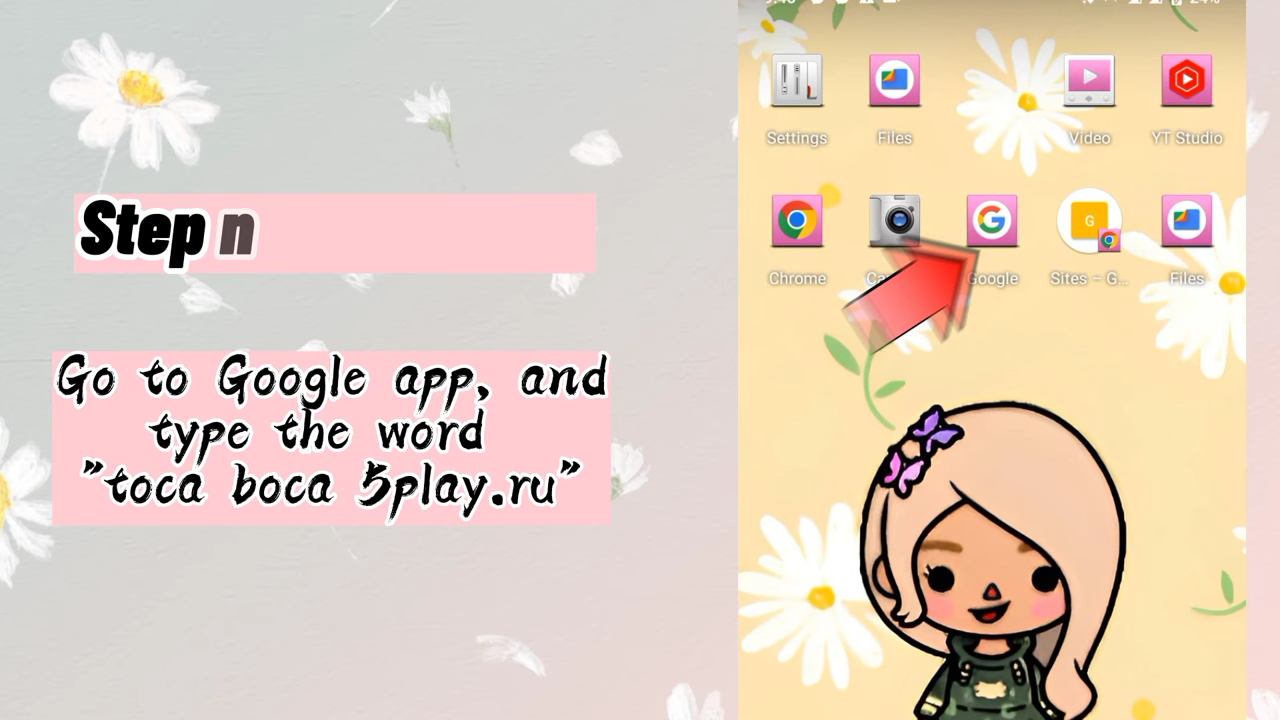 Step n
Go to Google app, and
type the word
"toca boca 5play.ru"
24%
Settings
Files
Video
YT Studio
Chrome
Google
Sites – G...
Files
G